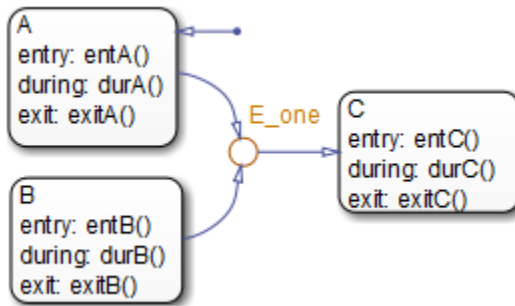 A
entry: entA()
during: durA()
exit: exitA()
E_one
C
entry: entC()
during: durC()
exit: exitC()
B
entry: entB()
during: durB()
exit: exitB()